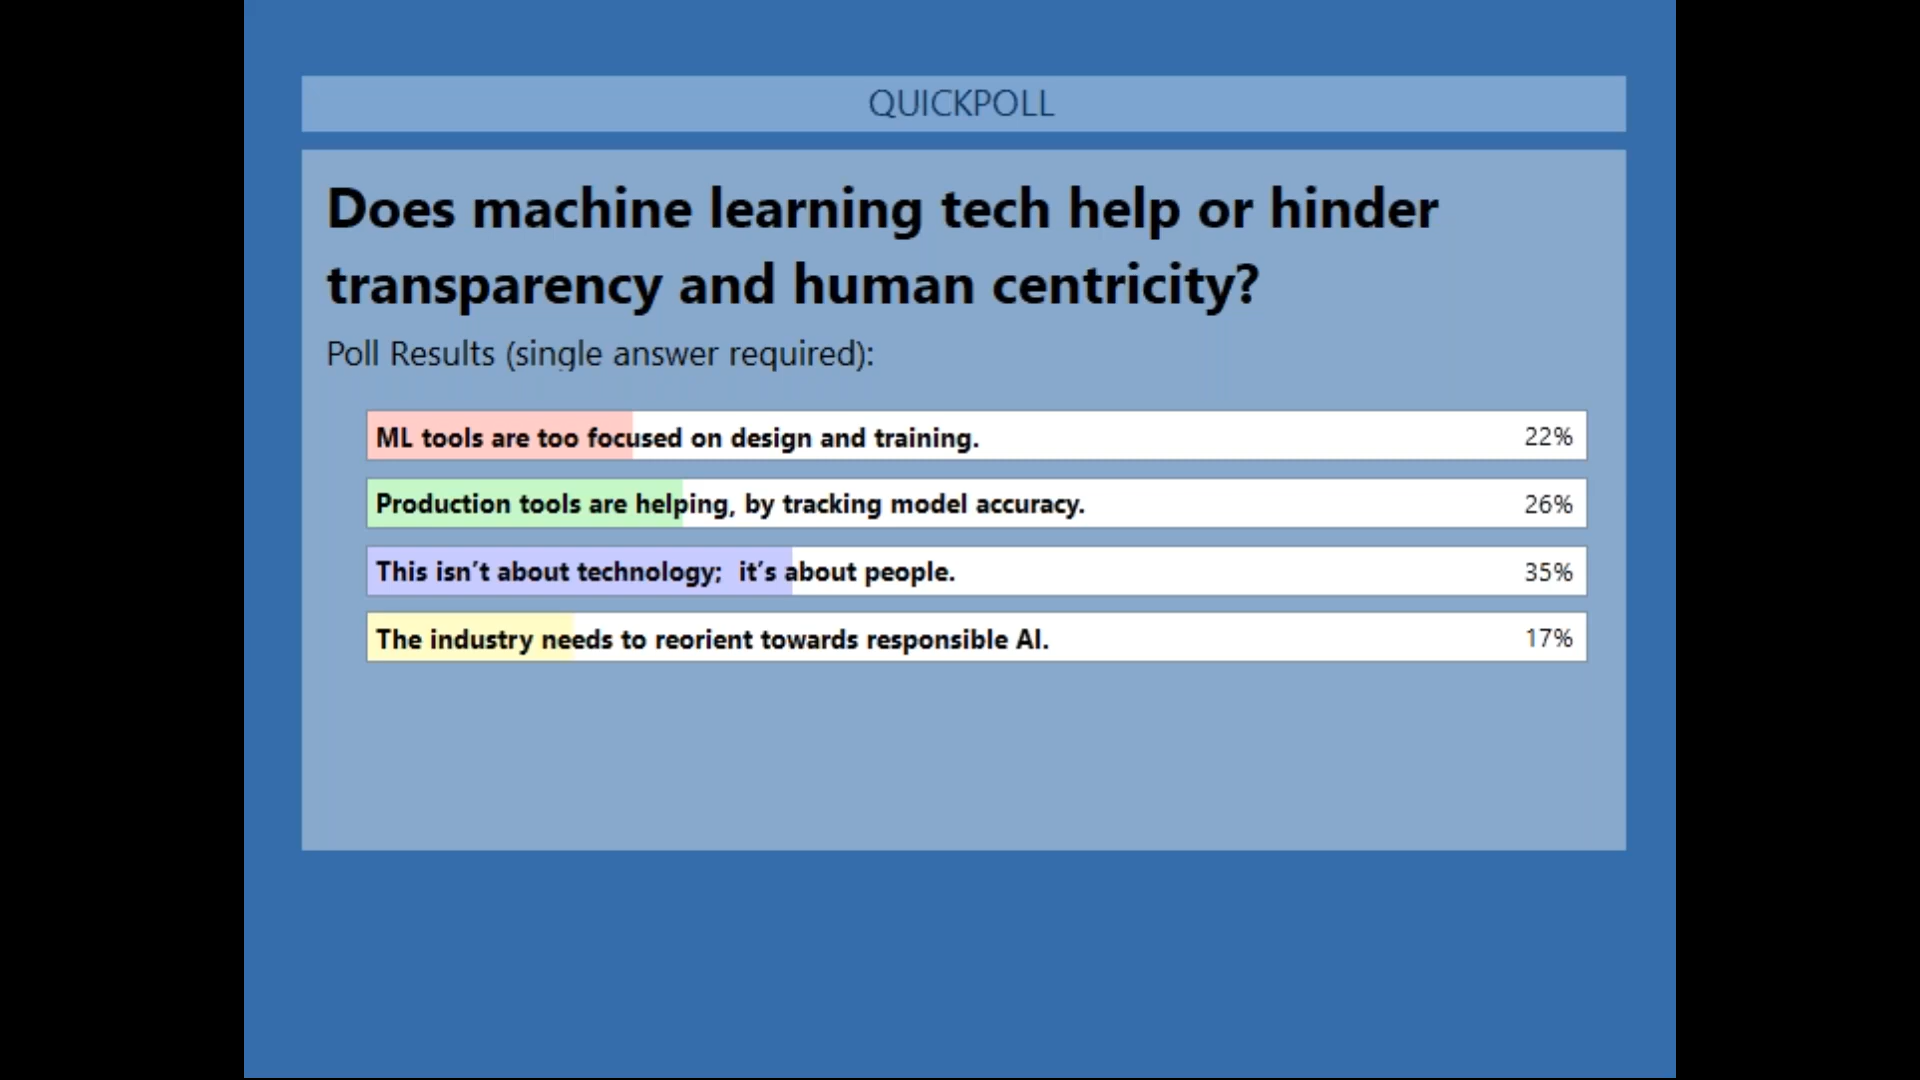 QUICKPOLL
Does machine learning tech help or hinder
transparency and human centricity?
Poll Results (single answer required):
ML tools are too focused on design and training. 22%
Production tools are helping, by tracking model accuracy. 26%
This isn’t about technology;  it’s about people. 35%
The industry needs to reorient towards responsible AI. 17%